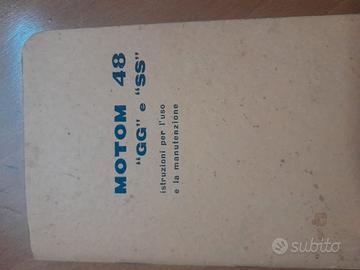 MOTOM 48
"GG" e "SS"
istruzioni per l'uso
e la manutenzione
subito